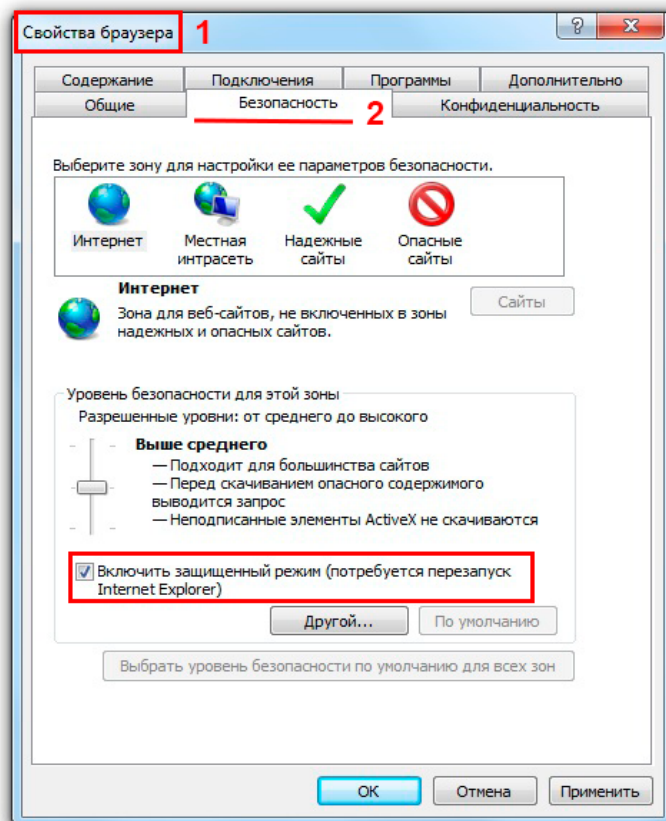 Свойства браузера 1
Содержание Подключения Программы Дополнительно
Общие Безопасность 2 Конфиденциальность
Выберите зону для настройки ее параметров безопасности.
Интернет Местная Надежные Опасные
интрасеть сайты сайты
Интернет
Сайты
Зона для веб-сайтов, не включенных в зоны
надежных и опасных сайтов.
Уровень безопасности для этой зоны
Разрешенные уровни: от среднего до высокого
Выше среднего
— Подходит для большинства сайтов
— Перед скачиванием опасного содержимого
выводится запрос
— Неподписанные элементы ActiveX не скачиваются
Включить защищенный режим (потребуется перезапуск
Internet Explorer)
Другой... По умолчанию
Выбрать уровень безопасности по умолчанию для всех зон
ОК Отмена Применить